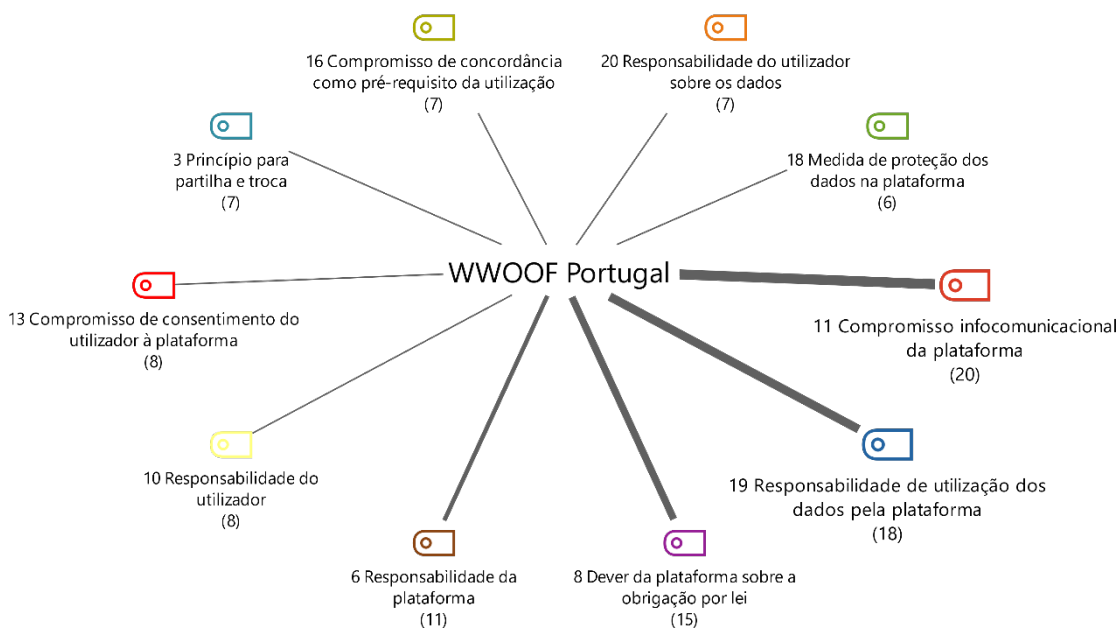 16 Compromisso de concordância
como pré-requisito da utilização
(7)
20 Responsabilidade do utilizador
sobre os dados
(7)
3 Princípio para
partilha e troca
(7)
18 Medida de proteção dos
dados na plataforma
(6)
WWOOF Portugal
13 Compromisso de consentimento do
utilizador à plataforma
(8)
11 Compromisso infocomunicacional
da plataforma
(20)
10 Responsabilidade do
utilizador
(8)
19 Responsabilidade de utilização dos
dados pela plataforma
(18)
6 Responsabilidade da
plataforma
(11)
8 Dever da plataforma sobre a
obrigação por lei
(15)